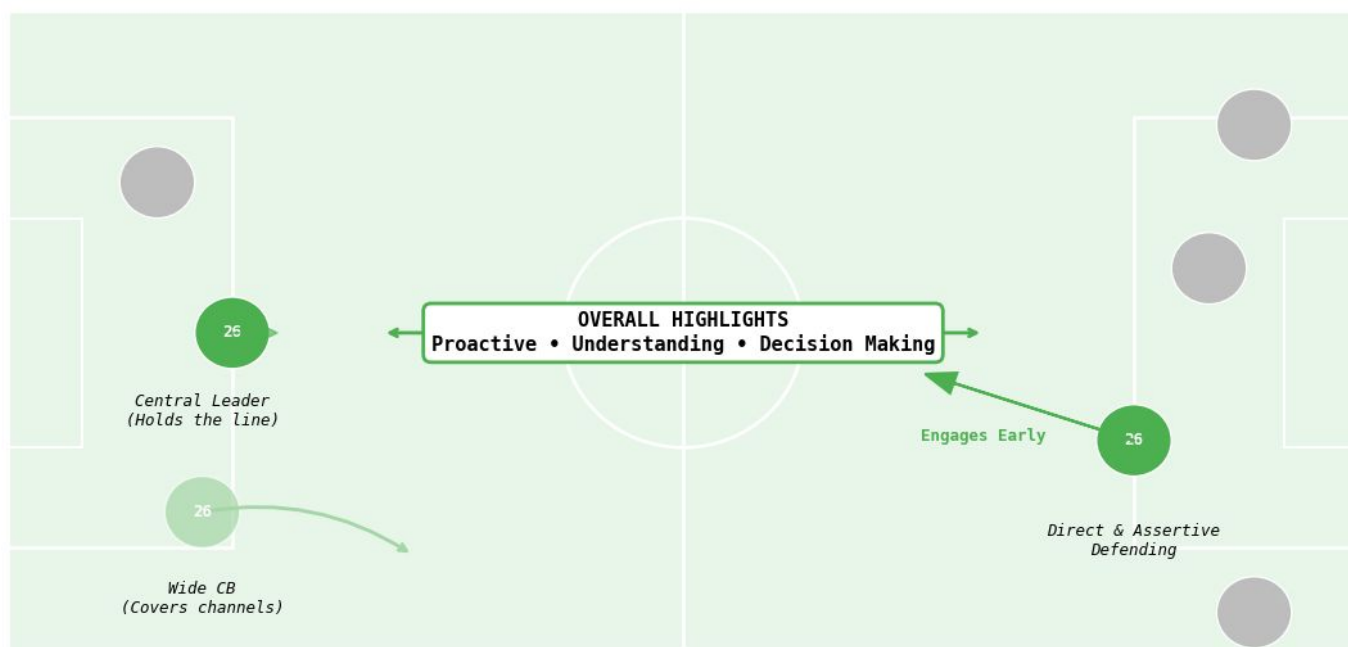 OVERALL HIGHLIGHTS
Proactive • Understanding • Decision Making
26
Central Leader
(Holds the line)
26
Wide CB
(Covers channels)
Engages Early
26
Direct & Assertive
Defending